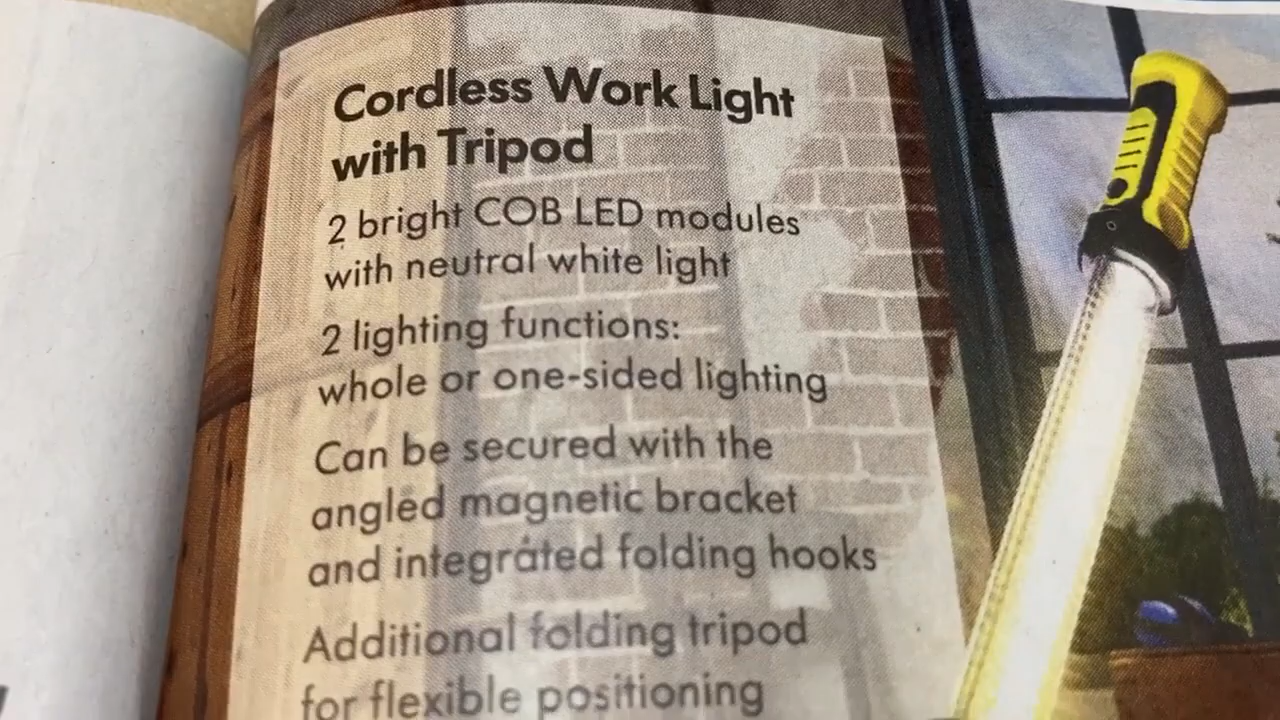 Cordless Work Light
with Tripod
2 bright COB LED modules
with neutral white light
2 lighting functions:
whole or one-sided lighting
Can be secured with the
angled magnetic bracket
and integrated folding hooks
Additional folding tripod
for flexible positioning